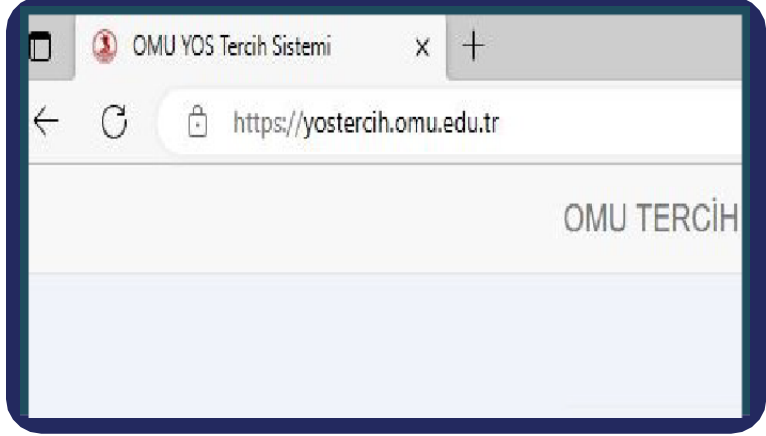 OMU YOS Tercih Sistemi
https://yostercih.omu.edu.tr
OMU TERCİH